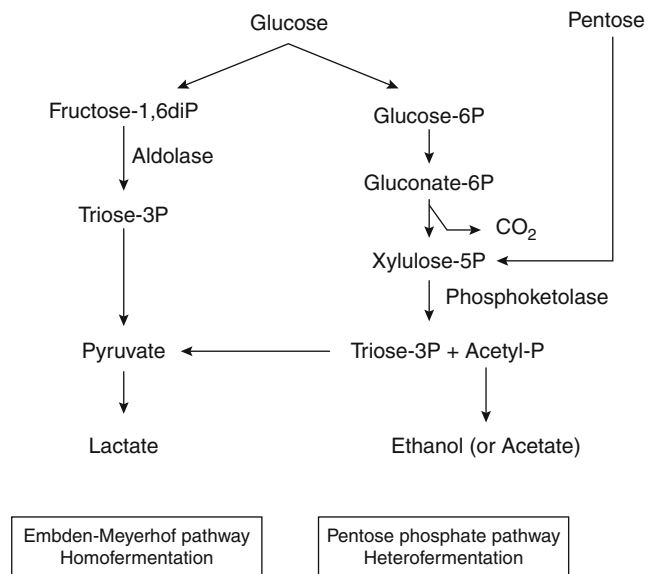 Glucose
Pentose
Fructose-1,6diP
Glucose-6P
Aldolase
Gluconate-6P
Triose-3P
CO₂
Xylulose-5P
Phosphoketolase
Pyruvate
Triose-3P + Acetyl-P
Lactate
Ethanol (or Acetate)
Embden-Meyerhof pathway
Homofermentation
Pentose phosphate pathway
Heterofermentation